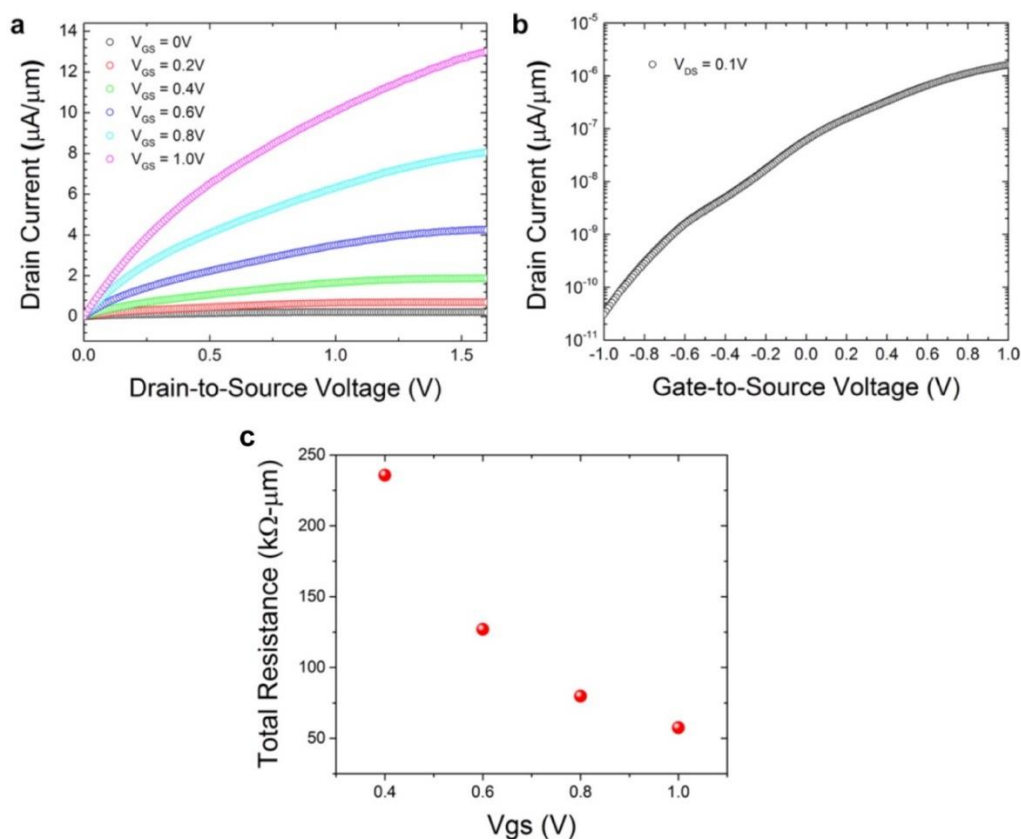 a
14
12
10
8
6
4
2
0
Drain Current (μA/μm)
V_GS = 0V
V_GS = 0.2V
V_GS = 0.4V
V_GS = 0.6V
V_GS = 0.8V
V_GS = 1.0V
0.0 0.5 1.0 1.5
Drain-to-Source Voltage (V)
b
10⁻⁵
10⁻⁶
10⁻⁷
10⁻⁸
10⁻⁹
10⁻¹⁰
10⁻¹¹
Drain Current (μA/μm)
V_DS = 0.1V
-1.0 -0.8 -0.6 -0.4 -0.2 0.0 0.2 0.4 0.6 0.8 1.0
Gate-to-Source Voltage (V)
c
250
200
150
100
50
Total Resistance (kΩ-μm)
0.4 0.6 0.8 1.0
Vgs (V)